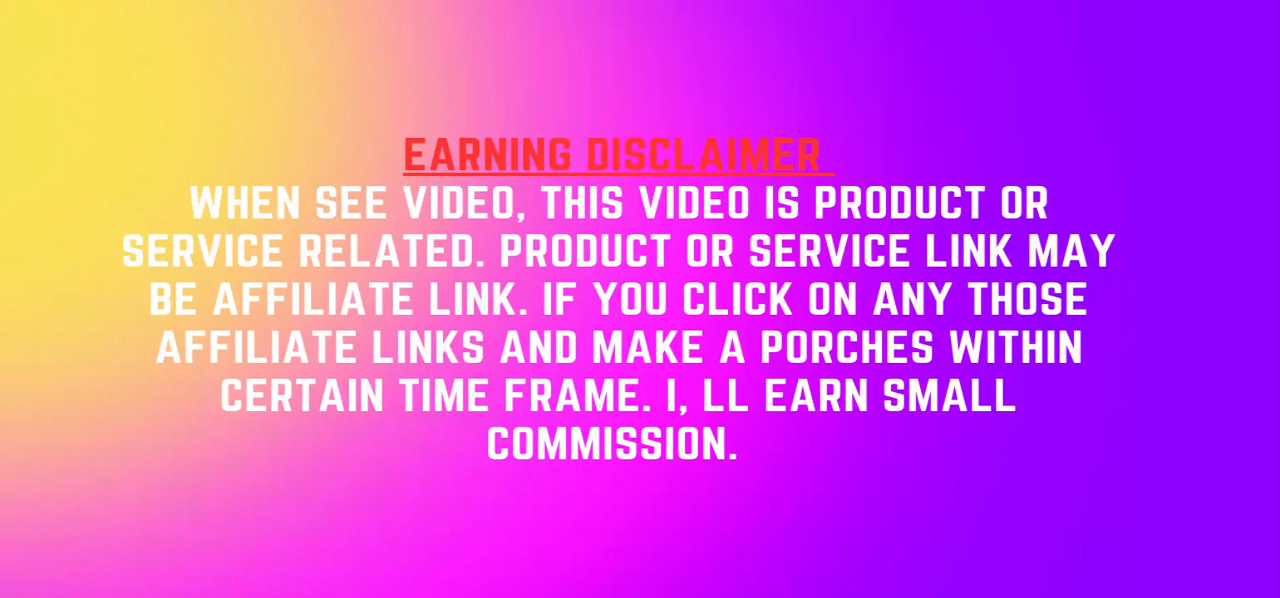 EARNING DISCLAIMER
WHEN SEE VIDEO, THIS VIDEO IS PRODUCT OR
SERVICE RELATED. PRODUCT OR SERVICE LINK MAY
BE AFFILIATE LINK. IF YOU CLICK ON ANY THOSE
AFFILIATE LINKS AND MAKE A PORCHES WITHIN
CERTAIN TIME FRAME. I, LL EARN SMALL
COMMISSION.